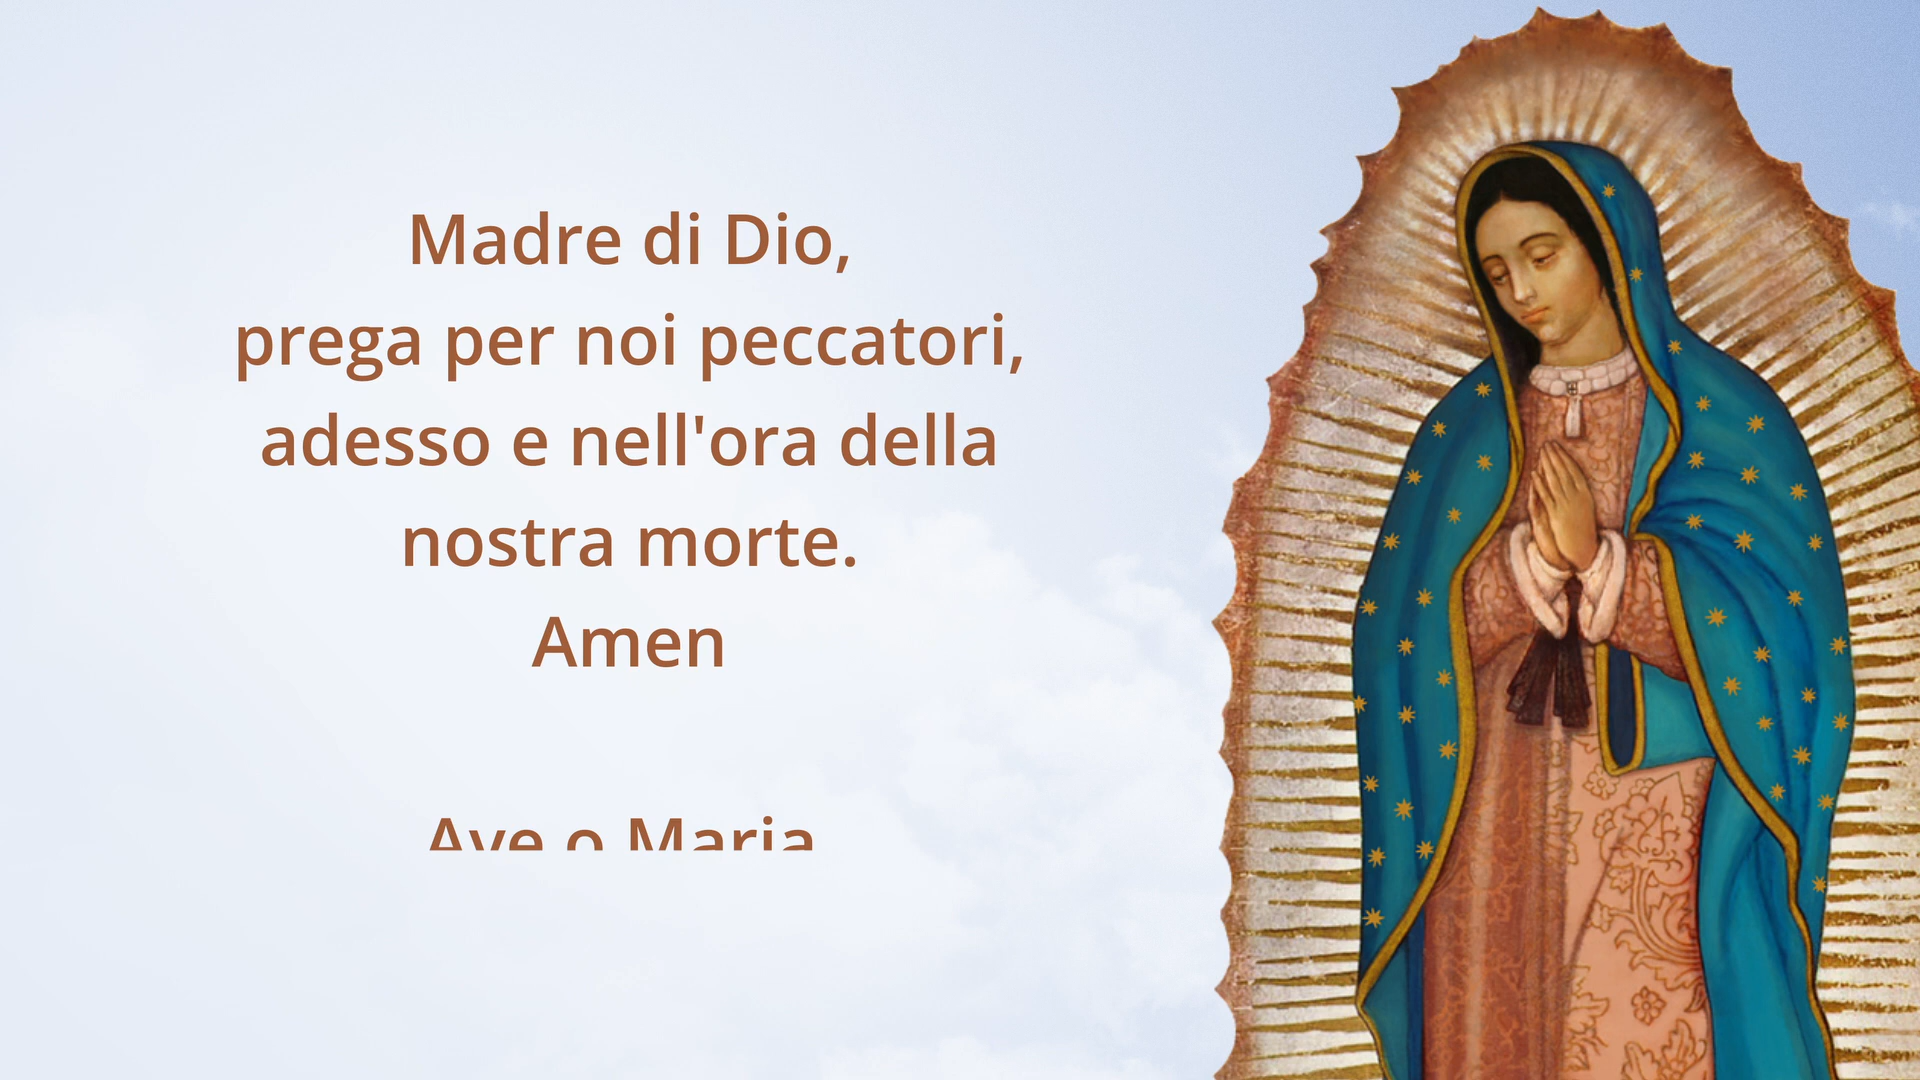 Madre di Dio,
prega per noi peccatori,
adesso e nell'ora della
nostra morte.
Amen
Ave o Maria